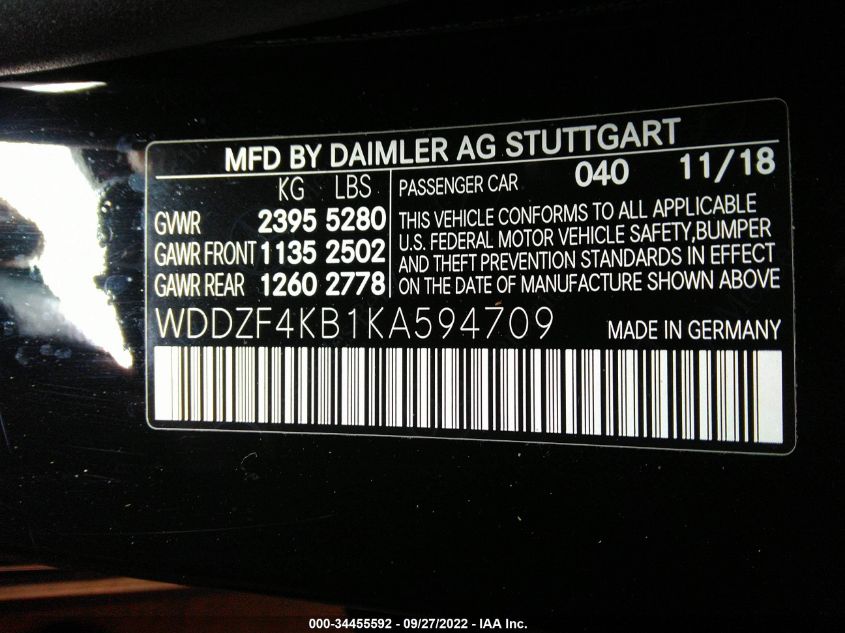 MFD BY DAIMLER AG STUTTGART
KG LBS
GVWR 2395 5280
GAWR FRONT 1135 2502
GAWR REAR 1260 2778
PASSENGER CAR 040 11/18
THIS VEHICLE CONFORMS TO ALL APPLICABLE
U.S. FEDERAL MOTOR VEHICLE SAFETY,BUMPER
AND THEFT PREVENTION STANDARDS IN EFFECT
ON THE DATE OF MANUFACTURE SHOWN ABOVE
WDDZF4KB1KA594709 MADE IN GERMANY
000-34455592 - 09/27/2022 - IAA Inc.